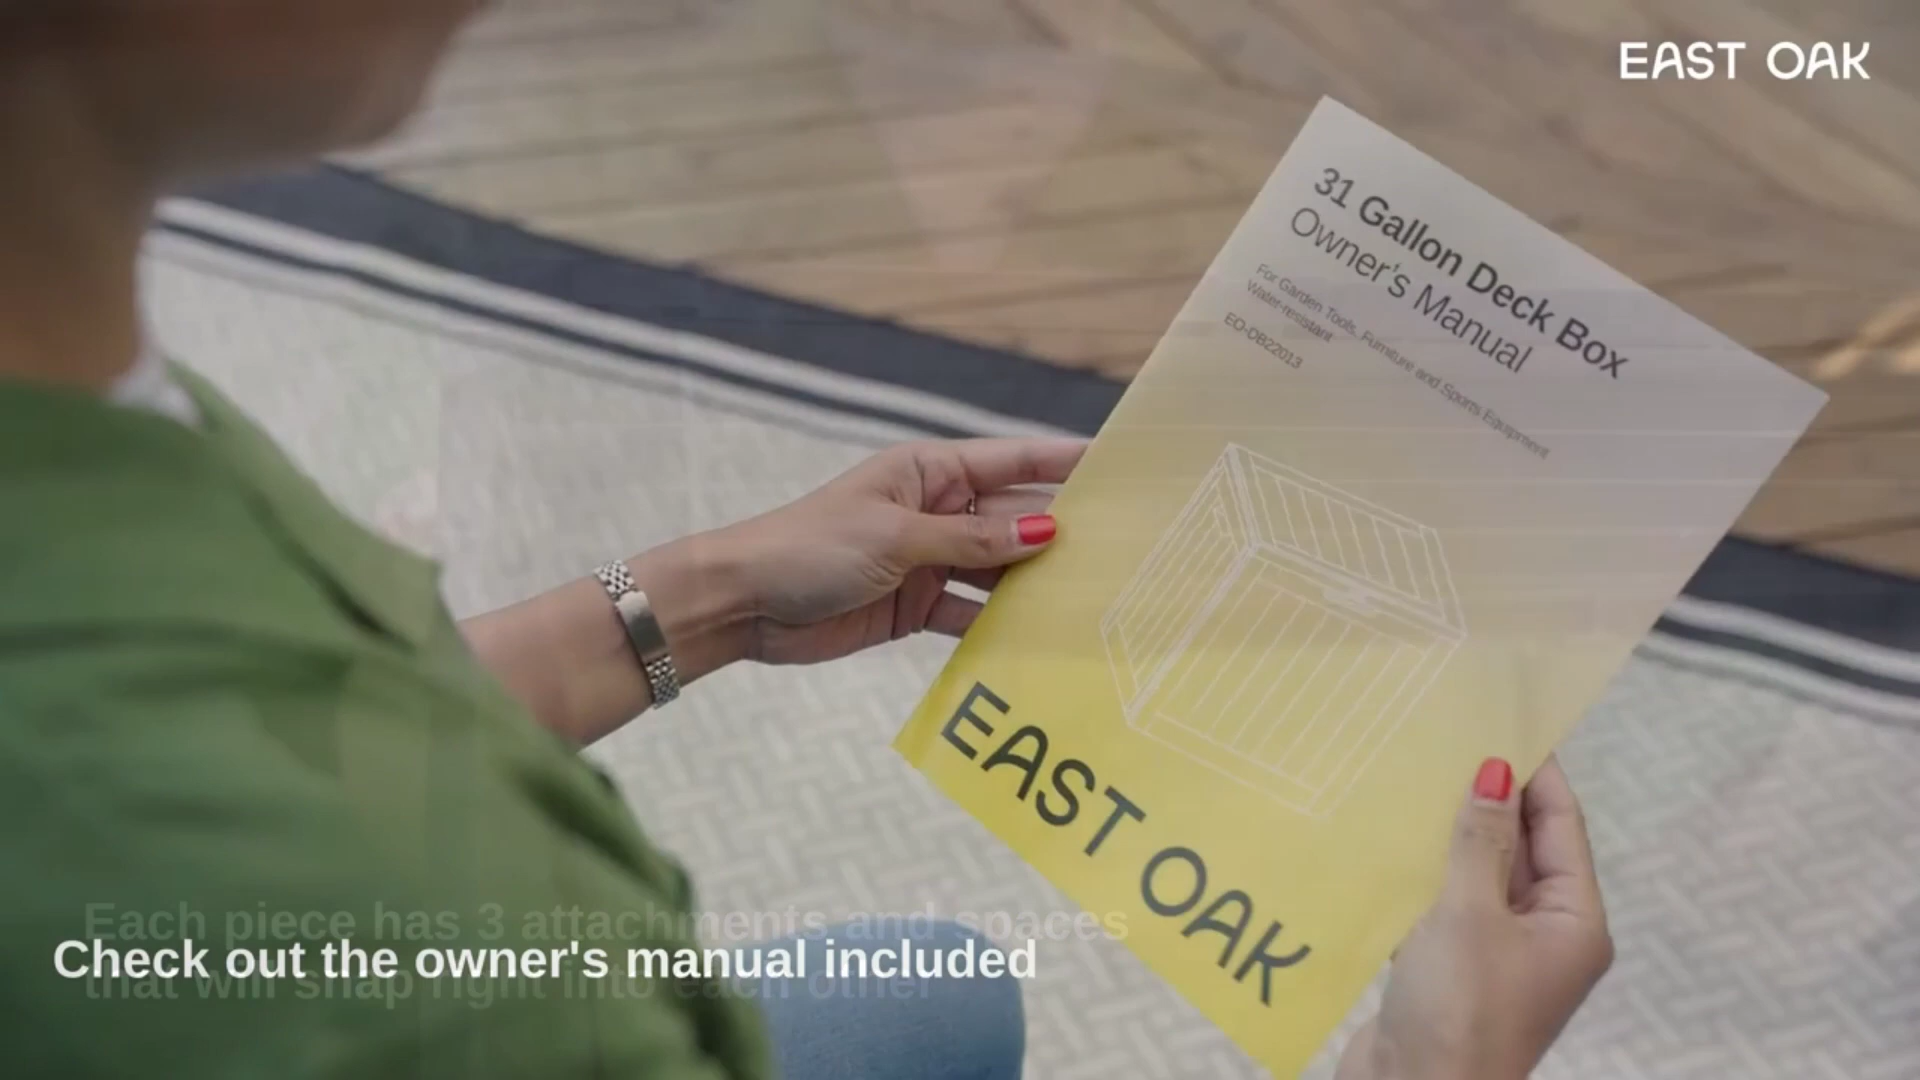 EAST OAK
31 Gallon Deck Box
Owner's Manual
For Garden Tools, Furniture and Sports Equipment
Water-resistant
EO-DB22013
EAST OAK
Each piece has 3 attachments and spaces
that will snap right into each other
Check out the owner's manual included